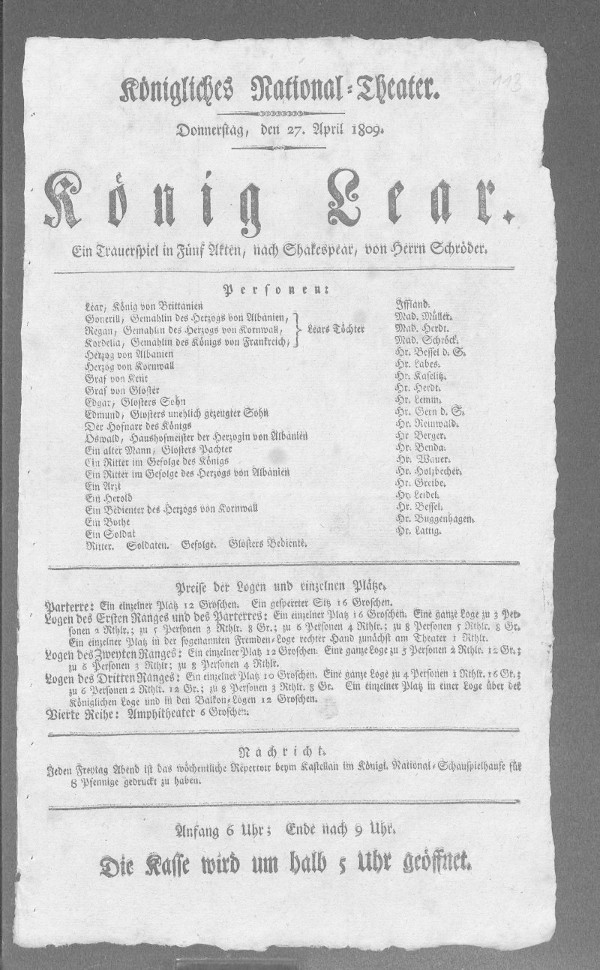 113
Königliches National-Theater.
Donnerstag, den 27. April 1809.
König Lear.
Ein Trauerspiel in Fünf Akten, nach Shakespear, von Herrn Schröder.
Personen:
Lear, König von Brittanien Iffland.
Gonerill, Gemahlin des Herzogs von Albanien, Mad. Müller.
Regan, Gemahlin des Herzogs von Kornwall, Lears Töchter Mad. Herdt.
Kordelia, Gemahlin des Königs von Frankreich, Mad. Schröck.
Herzog von Albanien Hr. Bessel d. S.
Herzog von Kornwall Hr. Labes.
Graf von Kent Hr. Kaselitz.
Graf von Gloster Hr. Herdt.
Edgar, Glosters Sohn Hr. Lemm.
Edmund, Glosters unehlich gezeugter Sohn Hr. Gern d. S.
Der Hofnarr des Königs Hr. Reinwald.
Oswald, Haushofmeister der Herzogin von Albanien Hr. Berger.
Ein alter Mann, Glosters Pachter Hr. Benda.
Ein Ritter im Gefolge des Königs Hr. Wauer.
Ein Ritter im Gefolge des Herzogs von Albanien Hr. Holzbecher.
Ein Arzt Hr. Greibe.
Ein Herold Hr. Leidel.
Ein Bedienter des Herzogs von Kornwall Hr. Bessel.
Ein Bothe Hr. Buggenhagen.
Ein Soldat Hr. Lattig.
Ritter. Soldaten. Gefolge. Glosters Bediente.
Preise der Logen und einzelnen Plätze.
Parterre: Ein einzelner Platz 12 Groschen. Ein gesperrter Sitz 16 Groschen.
Logen des Ersten Ranges und des Parterres: Ein einzelner Platz 16 Groschen. Eine ganze Loge zu 3 Per-
sonen 2 Rthlr.; zu 5 Personen 3 Rthlr. 8 Gr.; zu 6 Personen 4 Rthlr.; zu 8 Personen 5 Rthlr. 8 Gr.
Ein einzelner Platz in der sogenannten Fremden-Loge rechter Hand zunächst am Theater 1 Rthlr.
Logen des Zweyten Ranges: Ein einzelner Platz 12 Groschen. Eine ganze Loge zu 5 Personen 2 Rthlr. 12 Gr.;
zu 6 Personen 3 Rthlr.; zu 8 Personen 4 Rthlr.
Logen des Dritten Ranges: Ein einzelner Platz 10 Groschen. Eine ganze Loge zu 4 Personen 1 Rthlr. 16 Gr.;
zu 6 Personen 2 Rthlr. 12 Gr.; zu 8 Personen 3 Rthlr. 8 Gr. Ein einzelner Platz in einer Loge über der
Königlichen Loge und in den Balkon-Logen 12 Groschen.
Vierte Reihe: Amphitheater 6 Groschen.
Nachricht.
Jeden Freytag Abend ist das wöchentliche Repertoir beym Kastellan im Königl. National-Schauspielhause für
8 Pfennige gedruckt zu haben.
Anfang 6 Uhr; Ende nach 9 Uhr.
Die Kasse wird um halb 5 Uhr geöffnet.